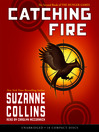 CATCHING
FIRE
SUZANNE
COLLINS
READ BY CAROLYN MCCORMICK